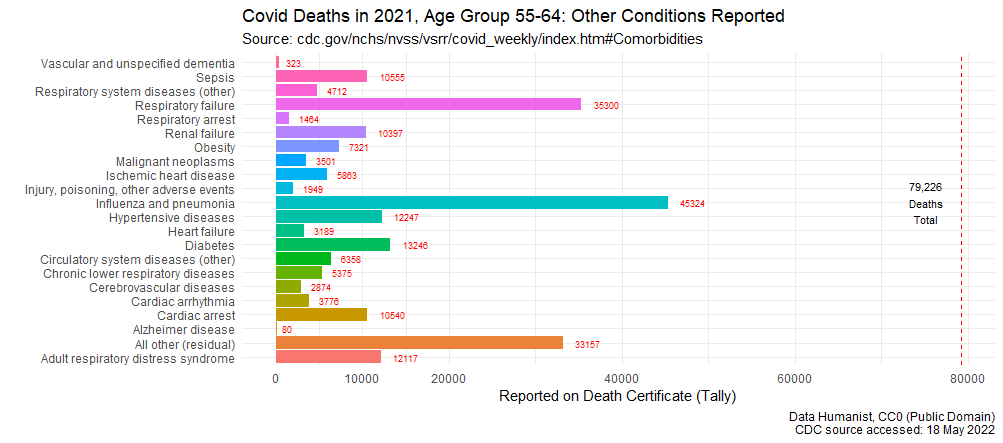 Covid Deaths in 2021, Age Group 55-64: Other Conditions Reported
Source: cdc.gov/nchs/nvss/vsrr/covid_weekly/index.htm#Comorbidities
Vascular and unspecified dementia 323
Sepsis 10555
Respiratory system diseases (other) 4712
Respiratory failure 35300
Respiratory arrest 1464
Renal failure 10397
Obesity 7321
Malignant neoplasms 3501
Ischemic heart disease 5863
Injury, poisoning, other adverse events 1949
79,226
Influenza and pneumonia 45324
Deaths
Hypertensive diseases 12247
Total
Heart failure 3189
Diabetes 13246
Circulatory system diseases (other) 6358
Chronic lower respiratory diseases 5375
Cerebrovascular diseases 2874
Cardiac arrhythmia 3776
Cardiac arrest 10540
Alzheimer disease 80
All other (residual) 33157
Adult respiratory distress syndrome 12117
0 10000 20000 40000 60000 80000
Reported on Death Certificate (Tally)
Data Humanist, CC0 (Public Domain)
CDC source accessed: 18 May 2022